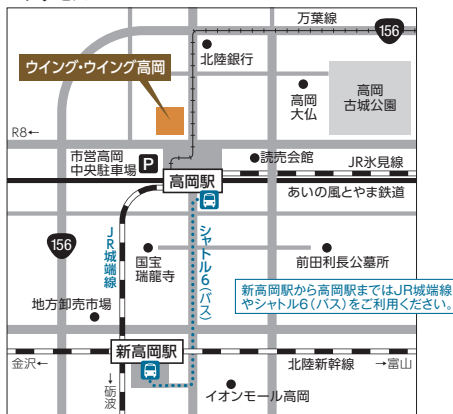 万葉線
156
北陸銀行
ウイング・ウイング高岡
高岡
大仏
高岡
古城公園
R8←
市営高岡
中央駐車場
P
読売会館
JR氷見線
高岡駅
あいの風とやま鉄道
156
JR城端線
シャトル6(バス)
国宝
瑞龍寺
前田利長公墓所
新高岡駅から高岡駅まではJR城端線
やシャトル6(バス)をご利用ください。
地方卸売市場
新高岡駅
金沢←
北陸新幹線
→富山
→砺波
イオンモール高岡